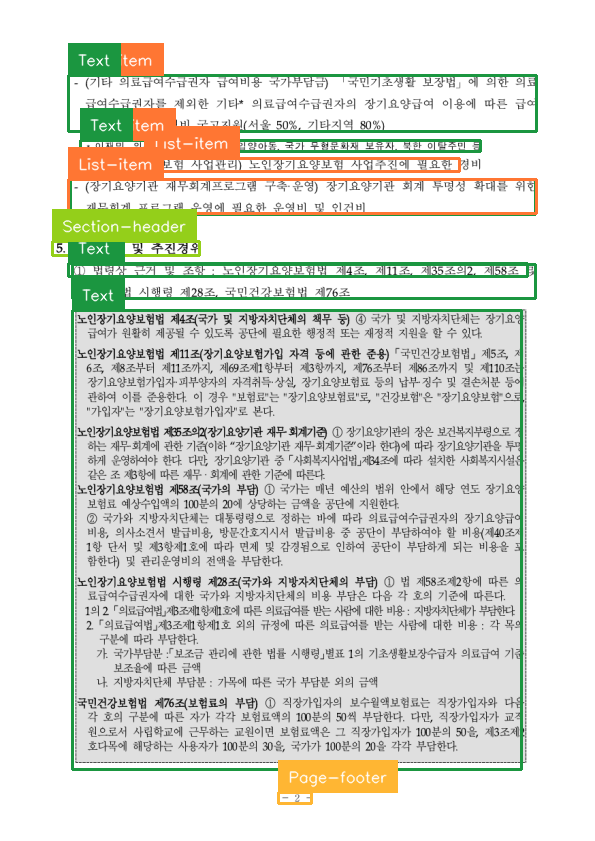 Text
Item
- (기타 의료급여수급권자 급여비용 국가부담금) 「국민기초생활 보장법」에 의한 의료
급여수급권자를 제외한 기타* 의료급여수급권자의 장기요양급여 이용에 따른 급여
Text
Item
비 국고지원(서울 50%, 기타지역 80%)
List-item
입양아동, 국가 무형문화재 보유자, 북한 이탈주민 등
List-item
보험 사업관리) 노인장기요양보험 사업추진에 필요한 경비
- (장기요양기관 재무회계프로그램 구축·운영) 장기요양기관 회계 투명성 확대를 위한
재무회계 프로그램 운영에 필요한 운영비 및 인건비
Section-header
5.
Text
및 추진경위
① 법령상 근거 및 조항 : 노인장기요양보험법 제4조, 제11조, 제35조의2, 제58조 및
Text
법 시행령 제28조, 국민건강보험법 제76조
노인장기요양보험법 제4조(국가 및 지방자치단체의 책무 등) ④ 국가 및 지방자치단체는 장기요양
급여가 원활히 제공될 수 있도록 공단에 필요한 행정적 또는 재정적 지원을 할 수 있다.
노인장기요양보험법 제11조(장기요양보험가입 자격 등에 관한 준용)「국민건강보험법」제5조, 제
6조, 제8조부터 제11조까지, 제69조제1항부터 제3항까지, 제76조부터 제86조까지 및 제110조는
장기요양보험가입자·피부양자의 자격취득·상실, 장기요양보험료 등의 납부·징수 및 결손처분 등에
관하여 이를 준용한다. 이 경우 "보험료"는 "장기요양보험료"로, "건강보험"은 "장기요양보험"으로,
"가입자"는 "장기요양보험가입자"로 본다.
노인장기요양보험법 제35조의2(장기요양기관 재무·회계기준) ① 장기요양기관의 장은 보건복지부령으로 정
하는 재무·회계에 관한 기준(이하 "장기요양기관 재무·회계기준"이라 한다)에 따라 장기요양기관을 투명
하게 운영하여야 한다. 다만, 장기요양기관 중 「사회복지사업법」제34조에 따라 설치한 사회복지시설은
같은 조 제3항에 따른 재무·회계에 관한 기준에 따른다.
노인장기요양보험법 제58조(국가의 부담) ① 국가는 매년 예산의 범위 안에서 해당 연도 장기요양
보험료 예상수입액의 100분의 20에 상당하는 금액을 공단에 지원한다.
② 국가와 지방자치단체는 대통령령으로 정하는 바에 따라 의료급여수급권자의 장기요양급여
비용, 의사소견서 발급비용, 방문간호지시서 발급비용 중 공단이 부담하여야 할 비용(제40조제
1항 단서 및 제3항제1호에 따라 면제 및 감경됨으로 인하여 공단이 부담하게 되는 비용을 포
함한다) 및 관리운영비의 전액을 부담한다.
노인장기요양보험법 시행령 제28조(국가와 지방자치단체의 부담) ① 법 제58조제2항에 따른 의
료급여수급권자에 대한 국가와 지방자치단체의 비용 부담은 다음 각 호의 기준에 따른다.
1의 2.「의료급여법」제3조제1항제1호에 따른 의료급여를 받는 사람에 대한 비용 : 지방자치단체가 부담한다.
2. 「의료급여법」제3조제1항제1호 외의 규정에 따른 의료급여를 받는 사람에 대한 비용 : 각 목의
구분에 따라 부담한다.
가. 국가부담분 :「보조금 관리에 관한 법률 시행령」별표 1의 기초생활보장수급자 의료급여 기준
보조율에 따른 금액
나. 지방자치단체 부담분 : 가목에 따른 국가 부담분 외의 금액
국민건강보험법 제76조(보험료의 부담) ① 직장가입자의 보수월액보험료는 직장가입자와 다음
각 호의 구분에 따른 자가 각각 보험료액의 100분의 50씩 부담한다. 다만, 직장가입자가 교직
원으로서 사립학교에 근무하는 교원이면 보험료액은 그 직장가입자가 100분의 50을, 제3조제2
호다목에 해당하는 사용자가 100분의 30을, 국가가 100분의 20을 각각 부담한다.
Page-footer
- 2 -